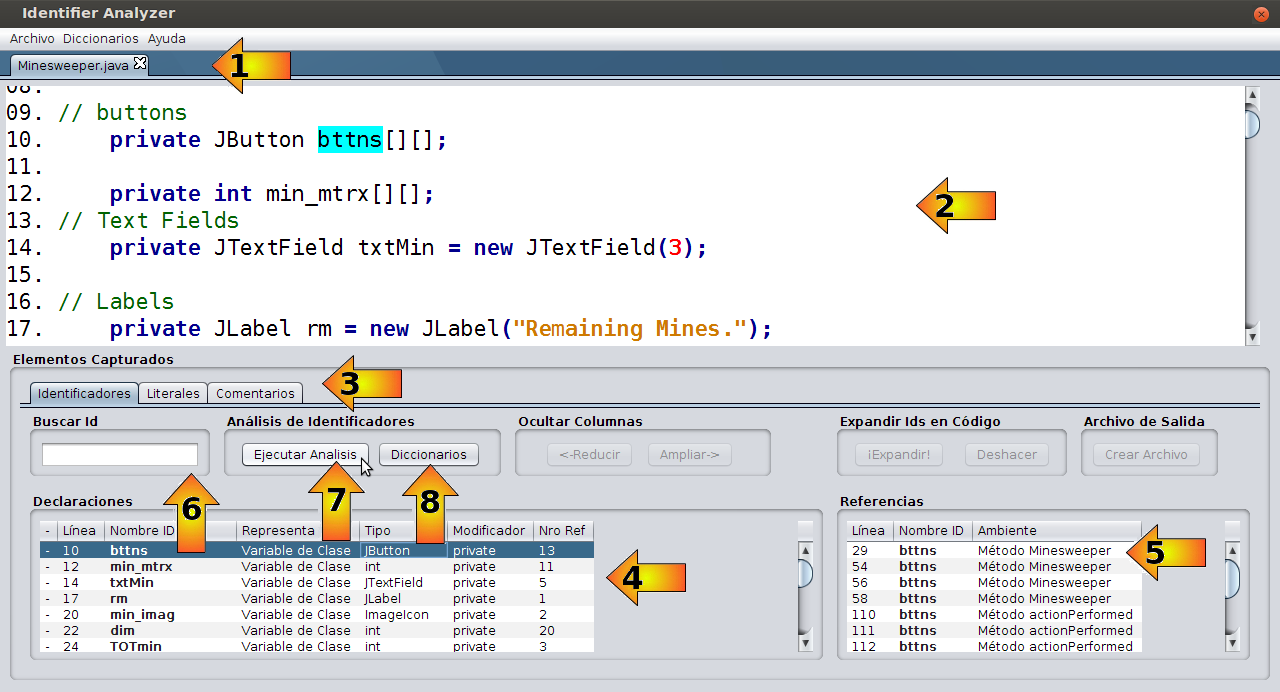 Identifier Analyzer
Archivo Diccionarios Ayuda
Minesweeper.java
1
08.
09. // buttons
10. private JButton bttns[][];
11.
12. private int min_mtrx[][];
13. // Text Fields
14. private JTextField txtMin = new JTextField(3);
15.
16. // Labels
17. private JLabel rm = new JLabel("Remaining Mines.");
2
Elementos Capturados
Identificadores Literales Comentarios
3
Buscar Id
Análisis de Identificadores
Ejecutar Analisis Diccionarios
Ocultar Columnas
<-Reducir Ampliar->
Expandir Ids en Código
¡Expandir! Deshacer
Archivo de Salida
Crear Archivo
6
7
8
Declaraciones
- Línea Nombre ID Representa Tipo Modificador Nro Ref
- 10 bttns Variable de Clase JButton private 13
- 12 min_mtrx Variable de Clase int private 11
- 14 txtMin Variable de Clase JTextField private 5
- 17 rm Variable de Clase JLabel private 1
- 20 min_imag Variable de Clase ImageIcon private 2
- 22 dim Variable de Clase int private 20
- 24 TOTmin Variable de Clase int private 3
4
Referencias
Línea Nombre ID Ambiente
29 bttns Método Minesweeper
54 bttns Método Minesweeper
56 bttns Método Minesweeper
58 bttns Método Minesweeper
110 bttns Método actionPerformed
111 bttns Método actionPerformed
112 bttns Método actionPerformed
5